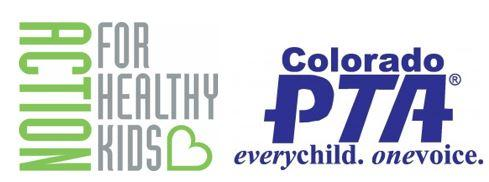 ACTION
FOR
HEALTHY
KIDS
Colorado
PTA®
everychild. onevoice.